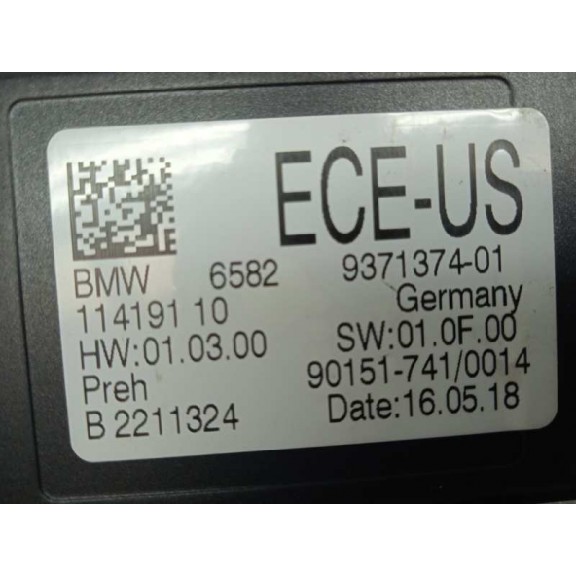 ECE-US
BMW 6582 9371374-01
114191 10 Germany
HW:01.03.00 SW:01.0F.00
Preh 90151-741/0014
B 2211324 Date:16.05.18